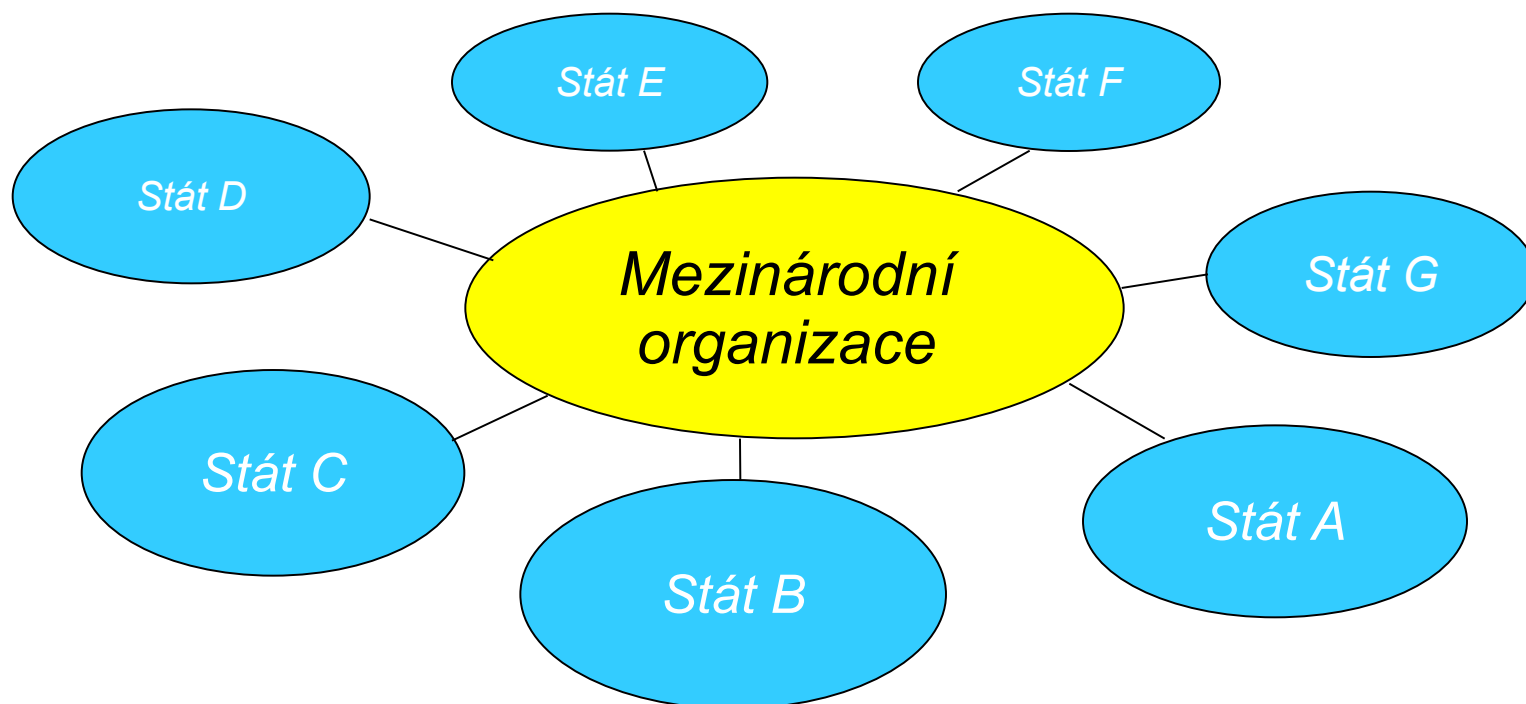 Stát E
Stát F
Stát D
Mezinárodní
organizace
Stát G
Stát C
Stát A
Stát B